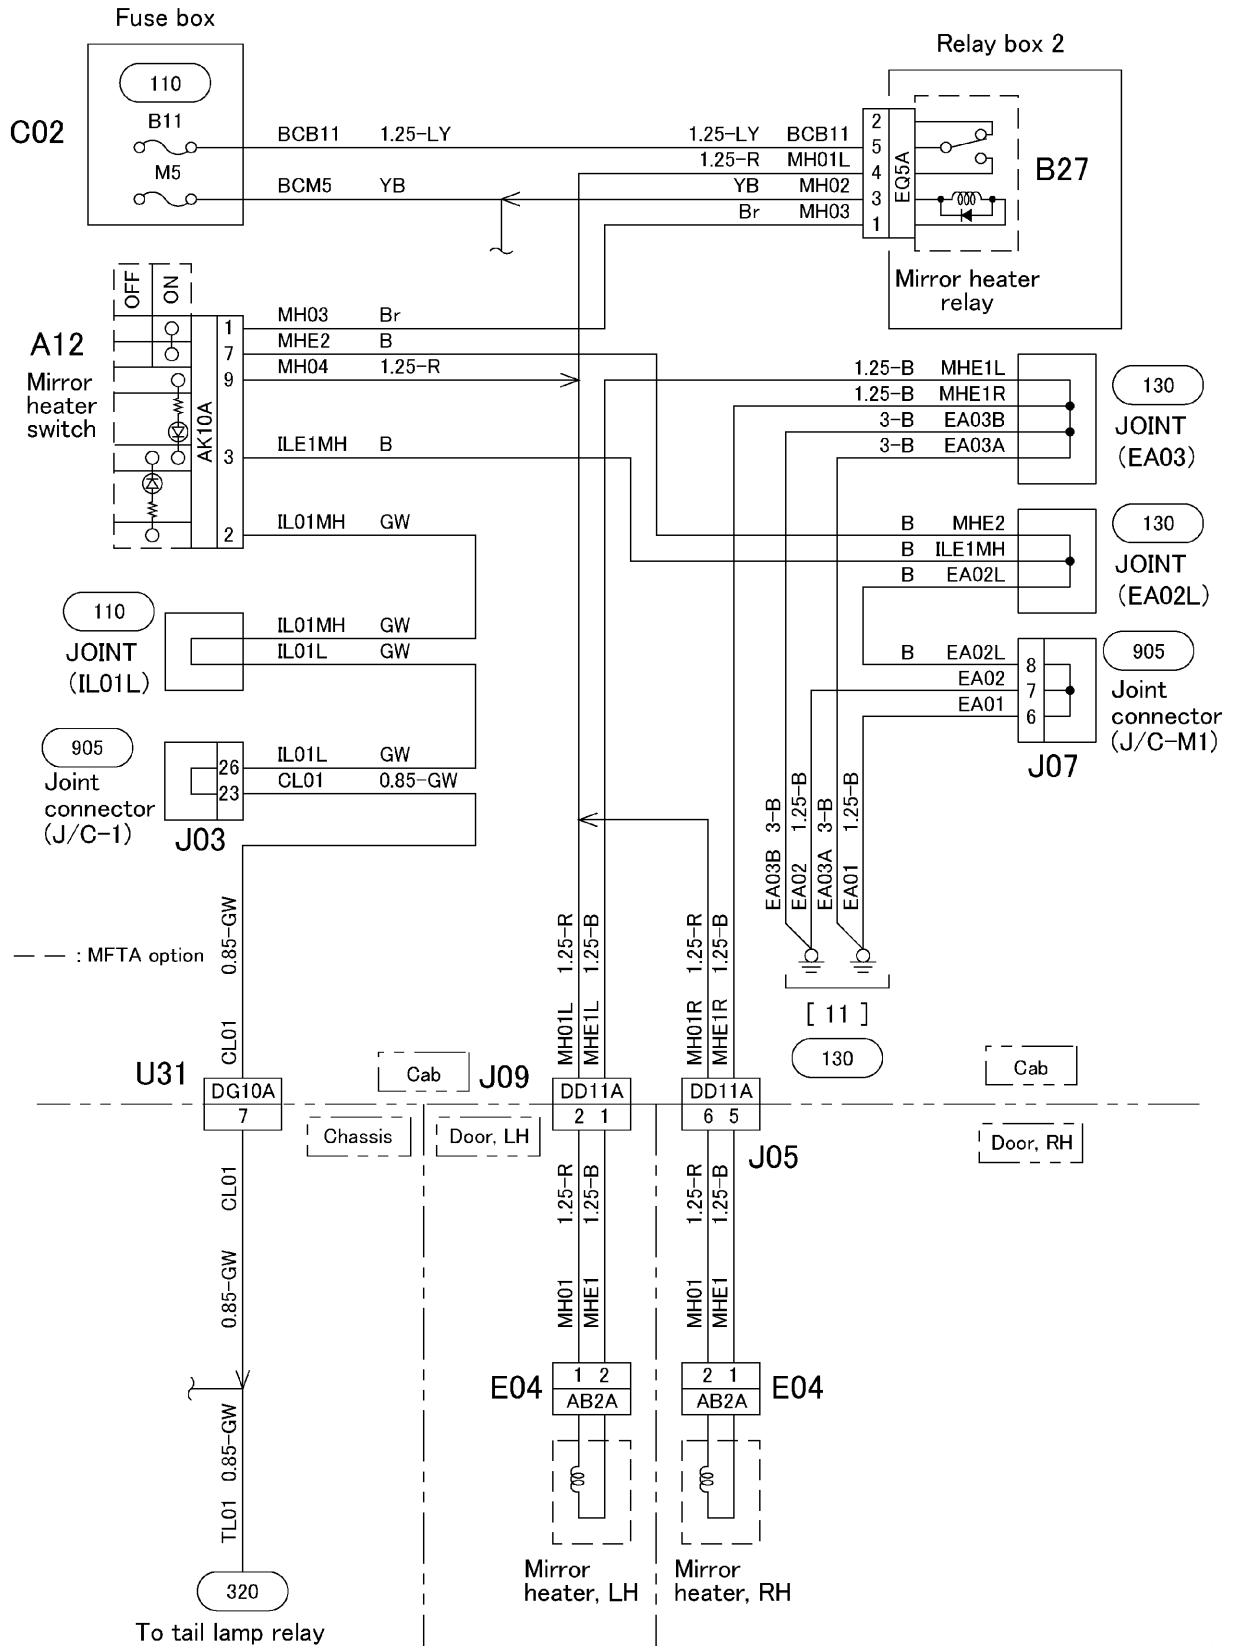 Fuse box
Relay box 2
110
C02
B11
M5
BCB11 1.25-LY
1.25-LY BCB11
1.25-R MH01L
BCM5 YB
YB MH02
Br MH03
2
5
4
3
1
EQ5A
B27
Mirror heater
relay
OFF
ON
A12
Mirror
heater
switch
AK10A
1
7
9
3
2
MH03 Br
MHE2 B
MH04 1.25-R
ILE1MH B
IL01MH GW
1.25-B MHE1L
1.25-B MHE1R
3-B EA03B
3-B EA03A
130
JOINT
(EA03)
B MHE2
B ILE1MH
B EA02L
130
JOINT
(EA02L)
110
JOINT
(IL01L)
IL01MH GW
IL01L GW
B EA02L
EA02
EA01
8
7
6
J07
905
Joint
connector
(J/C-M1)
905
Joint
connector
(J/C-1)
26
23
J03
IL01L GW
CL01 0.85-GW
EA03B 3-B
EA02 1.25-B
EA03A 3-B
EA01 1.25-B
[ 11 ]
130
: MFTA option
CL01 0.85-GW
MH01L 1.25-R
MHE1L 1.25-B
MH01R 1.25-R
MHE1R 1.25-B
U31
DG10A
7
Cab
J09
DD11A
2 1
DD11A
6 5
J05
Cab
Chassis
Door, LH
Door, RH
0.85-GW CL01
MH01 1.25-R
MHE1 1.25-B
MH01 1.25-R
MHE1 1.25-B
E04
1 2
AB2A
2 1
AB2A
E04
TL01 0.85-GW
Mirror
heater, LH
Mirror
heater, RH
320
To tail lamp relay